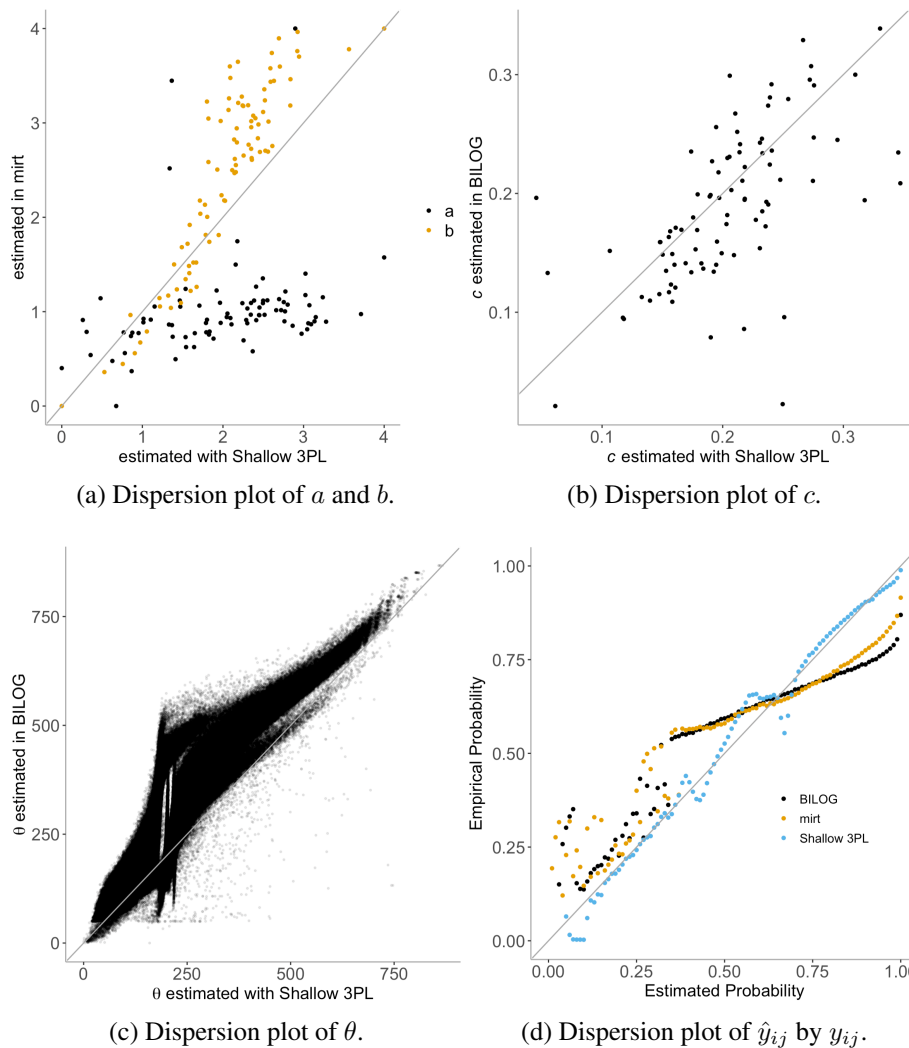 4
3
2
1
0
estimated in mirt
0 1 2 3 4
estimated with Shallow 3PL
a
b
(a) Dispersion plot of a and b.
0.3
0.2
0.1
c estimated in BILOG
0.1 0.2 0.3
c estimated with Shallow 3PL
(b) Dispersion plot of c.
750
500
250
0
θ estimated in BILOG
0 250 500 750
θ estimated with Shallow 3PL
(c) Dispersion plot of θ.
1.00
0.75
0.50
0.25
0.00
Empirical Probability
BILOG
mirt
Shallow 3PL
0.00 0.25 0.50 0.75 1.00
Estimated Probability
(d) Dispersion plot of ŷij by yij.